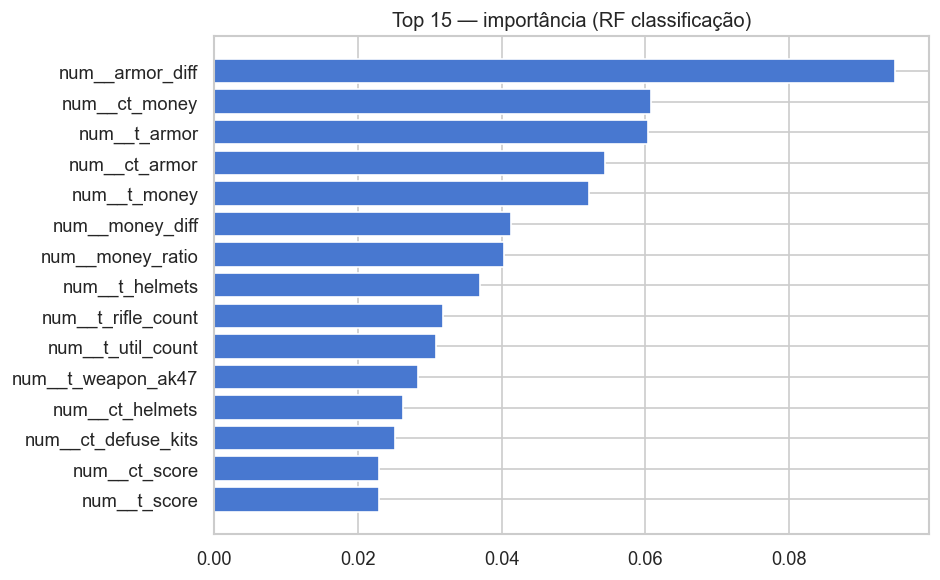 Top 15 — importância (RF classificação)
num__armor_diff
num__ct_money
num__t_armor
num__ct_armor
num__t_money
num__money_diff
num__money_ratio
num__t_helmets
num__t_rifle_count
num__t_util_count
num__t_weapon_ak47
num__ct_helmets
num__ct_defuse_kits
num__ct_score
num__t_score
0.00 0.02 0.04 0.06 0.08